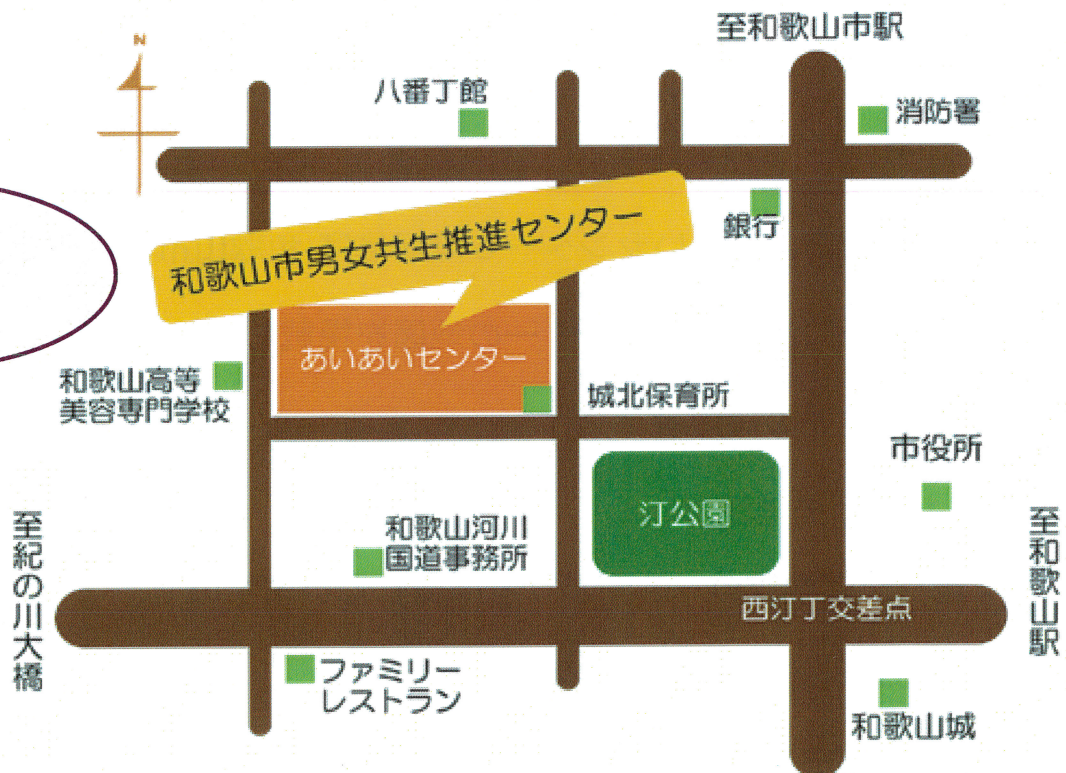 至和歌山市駅
N
八番丁館
消防署
銀行
和歌山市男女共生推進センター
あいあいセンター
和歌山高等
美容専門学校
城北保育所
市役所
汀公園
至紀の川大橋
和歌山河川
国道事務所
至和歌山駅
西汀丁交差点
ファミリー
レストラン
和歌山城